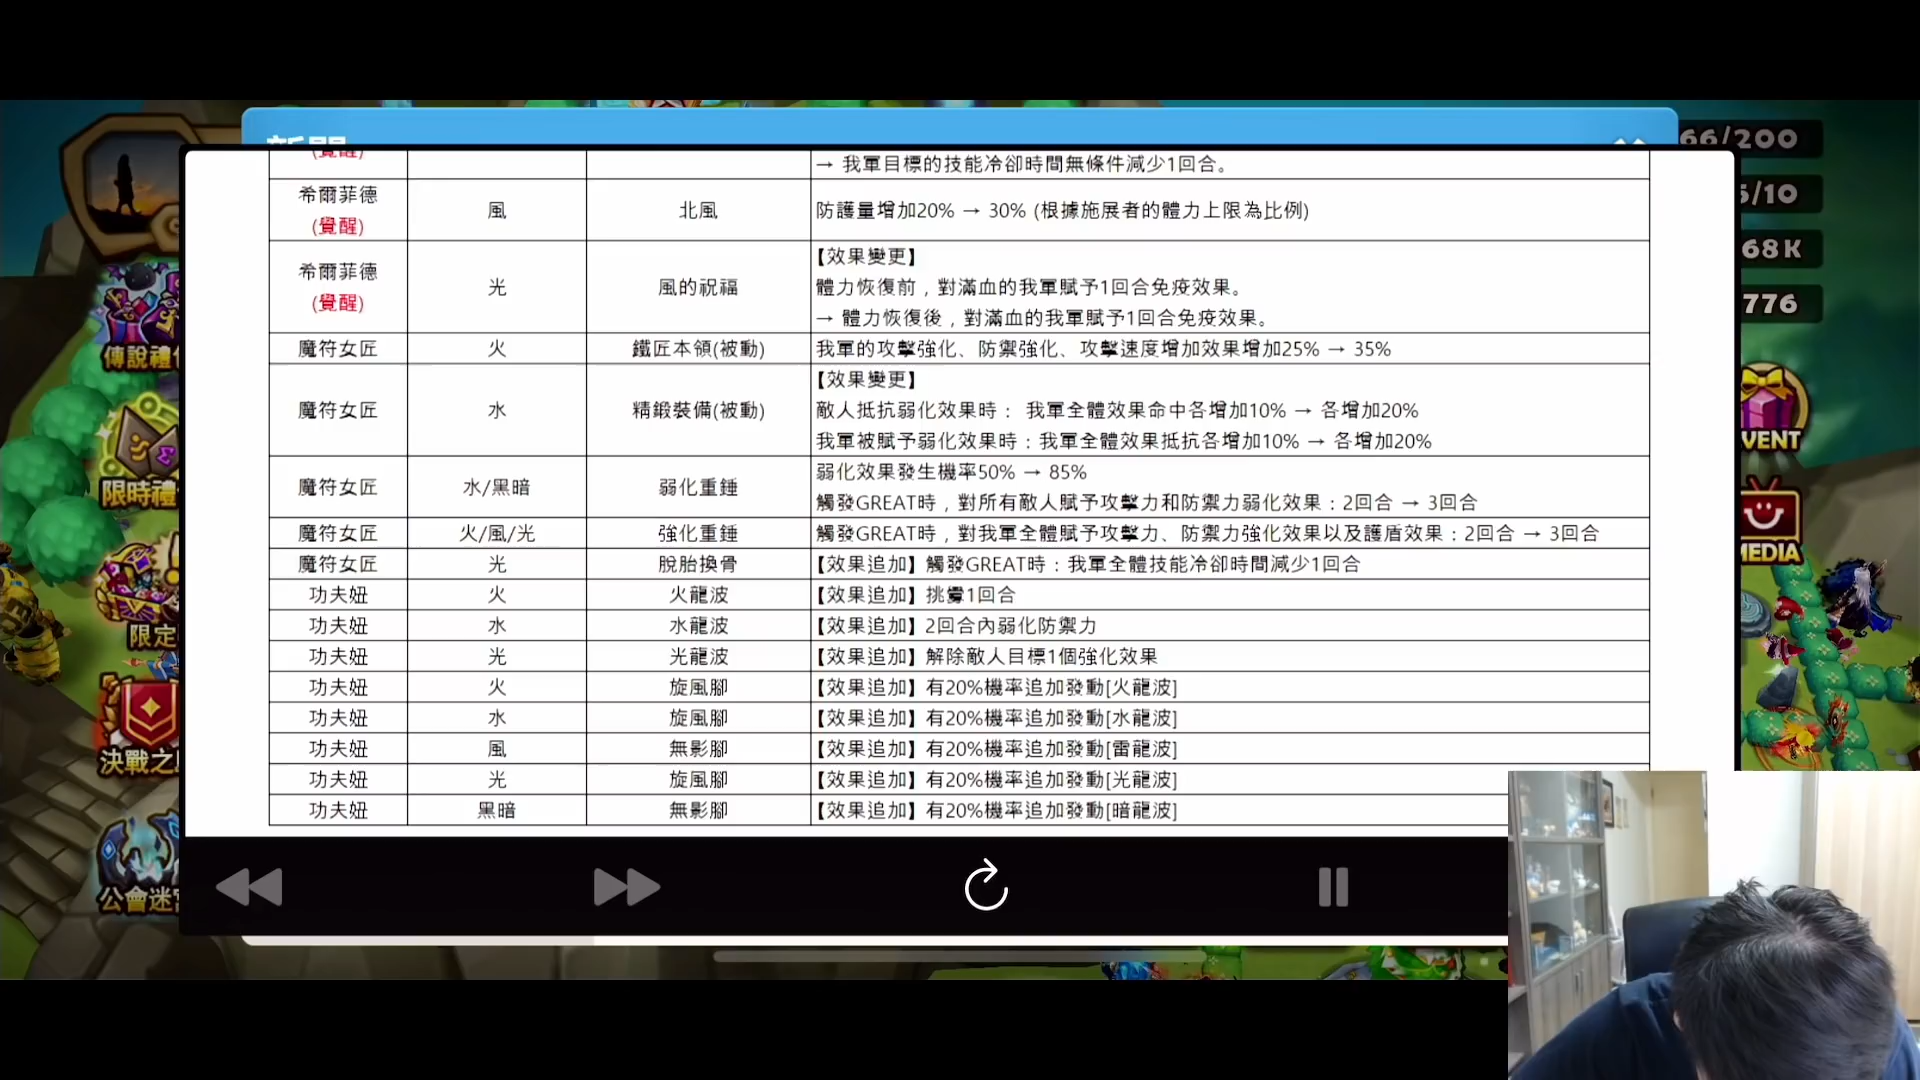 新聞
66/200
5/10
68K
776
(覺醒)
→ 我軍目標的技能冷卻時間無條件減少1回合。
希爾菲德
(覺醒)
風
北風
防護量增加20% → 30% (根據施展者的體力上限為比例)
希爾菲德
(覺醒)
光
風的祝福
【效果變更】
體力恢復前，對滿血的我軍賦予1回合免疫效果。
→ 體力恢復後，對滿血的我軍賦予1回合免疫效果。
魔符女匠 火 鐵匠本領(被動) 我軍的攻擊強化、防禦強化、攻擊速度增加效果增加25% → 35%
魔符女匠 水 精鍛裝備(被動)
【效果變更】
敵人抵抗弱化效果時： 我軍全體效果命中各增加10% → 各增加20%
我軍被賦予弱化效果時：我軍全體效果抵抗各增加10% → 各增加20%
魔符女匠 水/黑暗 弱化重錘
弱化效果發生機率50% → 85%
觸發GREAT時，對所有敵人賦予攻擊力和防禦力弱化效果：2回合 → 3回合
魔符女匠 火/風/光 強化重錘 觸發GREAT時，對我軍全體賦予攻擊力、防禦力強化效果以及護盾效果：2回合 → 3回合
魔符女匠 光 脫胎換骨 【效果追加】觸發GREAT時：我軍全體技能冷卻時間減少1回合
功夫妞 火 火龍波 【效果追加】挑釁1回合
功夫妞 水 水龍波 【效果追加】2回合內弱化防禦力
功夫妞 光 光龍波 【效果追加】解除敵人目標1個強化效果
功夫妞 火 旋風腳 【效果追加】有20%機率追加發動[火龍波]
功夫妞 水 旋風腳 【效果追加】有20%機率追加發動[水龍波]
功夫妞 風 無影腳 【效果追加】有20%機率追加發動[雷龍波]
功夫妞 光 旋風腳 【效果追加】有20%機率追加發動[光龍波]
功夫妞 黑暗 無影腳 【效果追加】有20%機率追加發動[暗龍波]
傳說禮
限時禮
限定
決戰之
公會迷
VENT
MEDIA